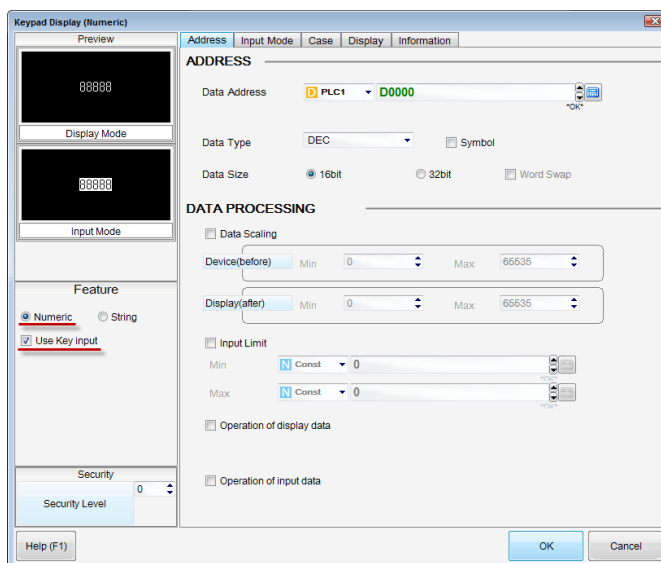 Keypad Display (Numeric)
Preview
88888
Display Mode
88888
Input Mode
Feature
Numeric String
Use Key input
Security
Security Level 0
Address Input Mode Case Display Information
ADDRESS
Data Address D PLC1 D0000
*OK*
Data Type DEC Symbol
Data Size 16bit 32bit Word Swap
DATA PROCESSING
Data Scaling
Device(before) Min 0 Max 65535
Display(after) Min 0 Max 65535
Input Limit
Min N Const 0
*OK*
Max N Const 0
*OK*
Operation of display data
Operation of input data
Help (F1) OK Cancel